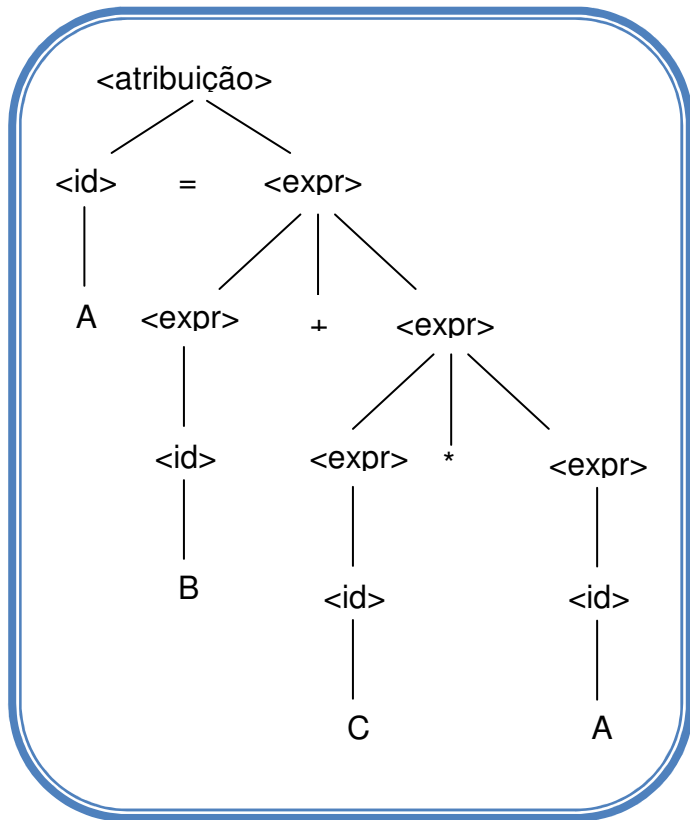 <atribuição>
<id> = <expr>
A <expr> + <expr>
<id> <expr> * <expr>
B <id> <id>
C A